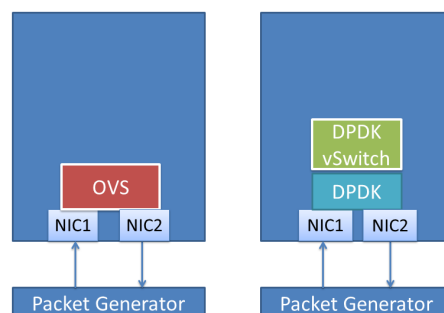 OVS
NIC1
NIC2
Packet Generator
DPDK
vSwitch
DPDK
NIC1
NIC2
Packet Generator